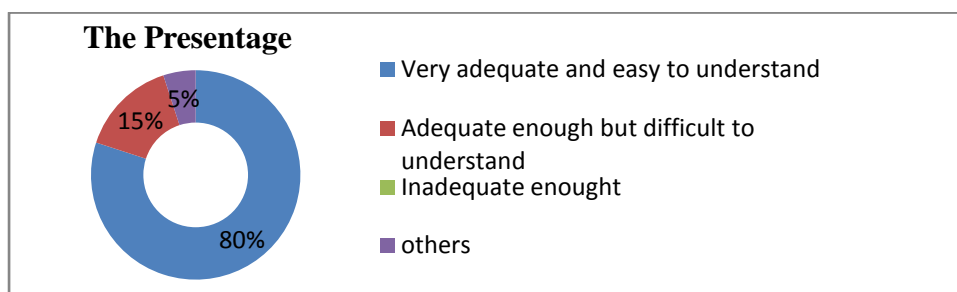 The Presentage
5%
15%
80%
Very adequate and easy to understand
Adequate enough but difficult to
understand
Inadequate enought
others